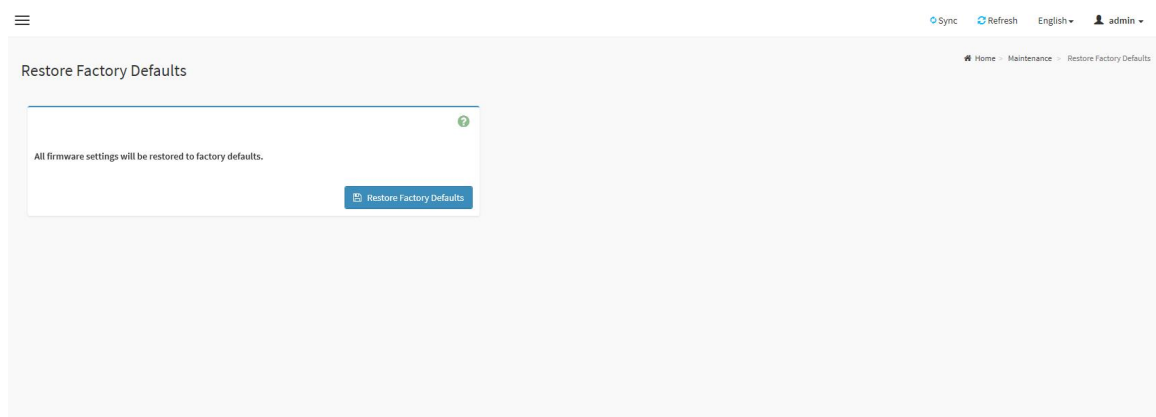 Sync Refresh English admin
Restore Factory Defaults
Home > Maintenance > Restore Factory Defaults
?
All firmware settings will be restored to factory defaults.
Restore Factory Defaults